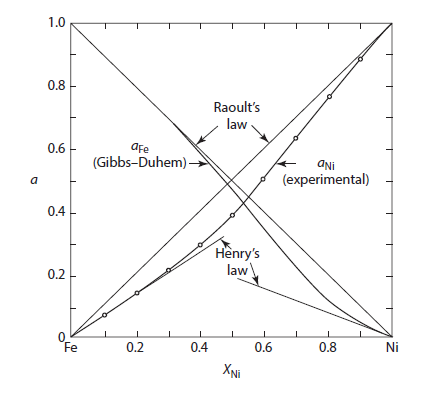 1.0
0.8
0.6
0.4
0.2
0
a
Raoult's
law
aFe
(Gibbs–Duhem)
aNi
(experimental)
Henry's
law
Fe
0.2
0.4
0.6
0.8
Ni
XNi